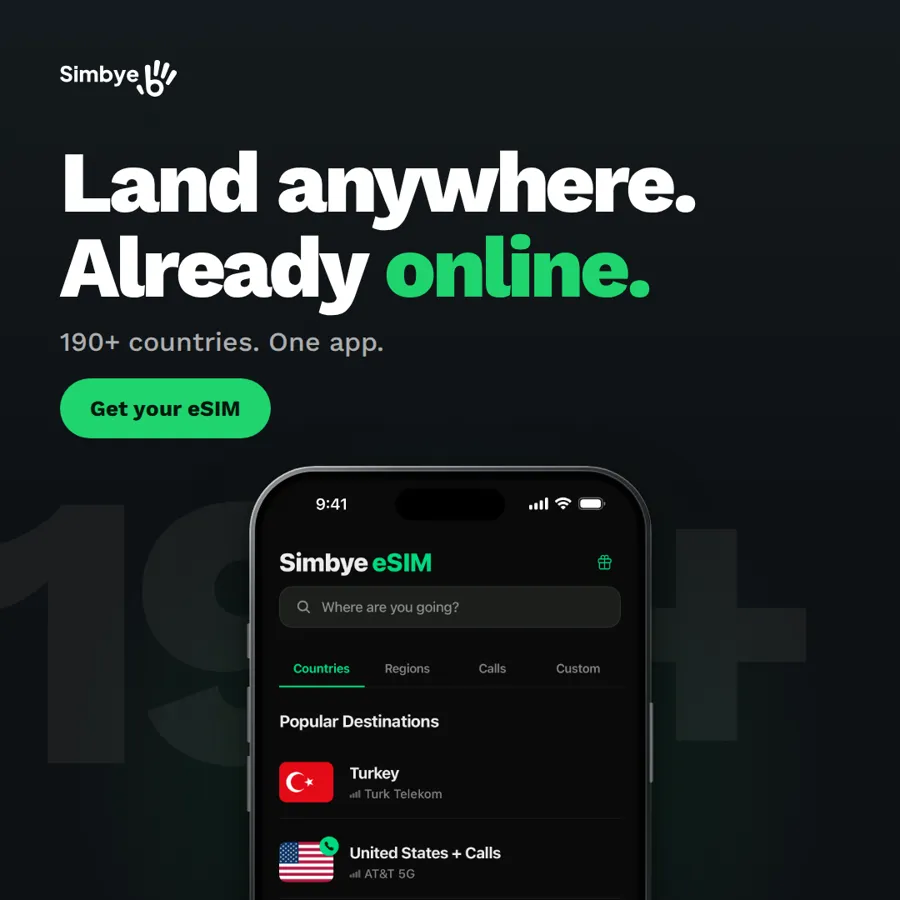 Simbye
Land anywhere.
Already online.
190+ countries. One app.
Get your eSIM
19
+
9:41
Simbye eSIM
Where are you going?
Countries Regions Calls Custom
Popular Destinations
Turkey
Turk Telekom
United States + Calls
AT&T 5G